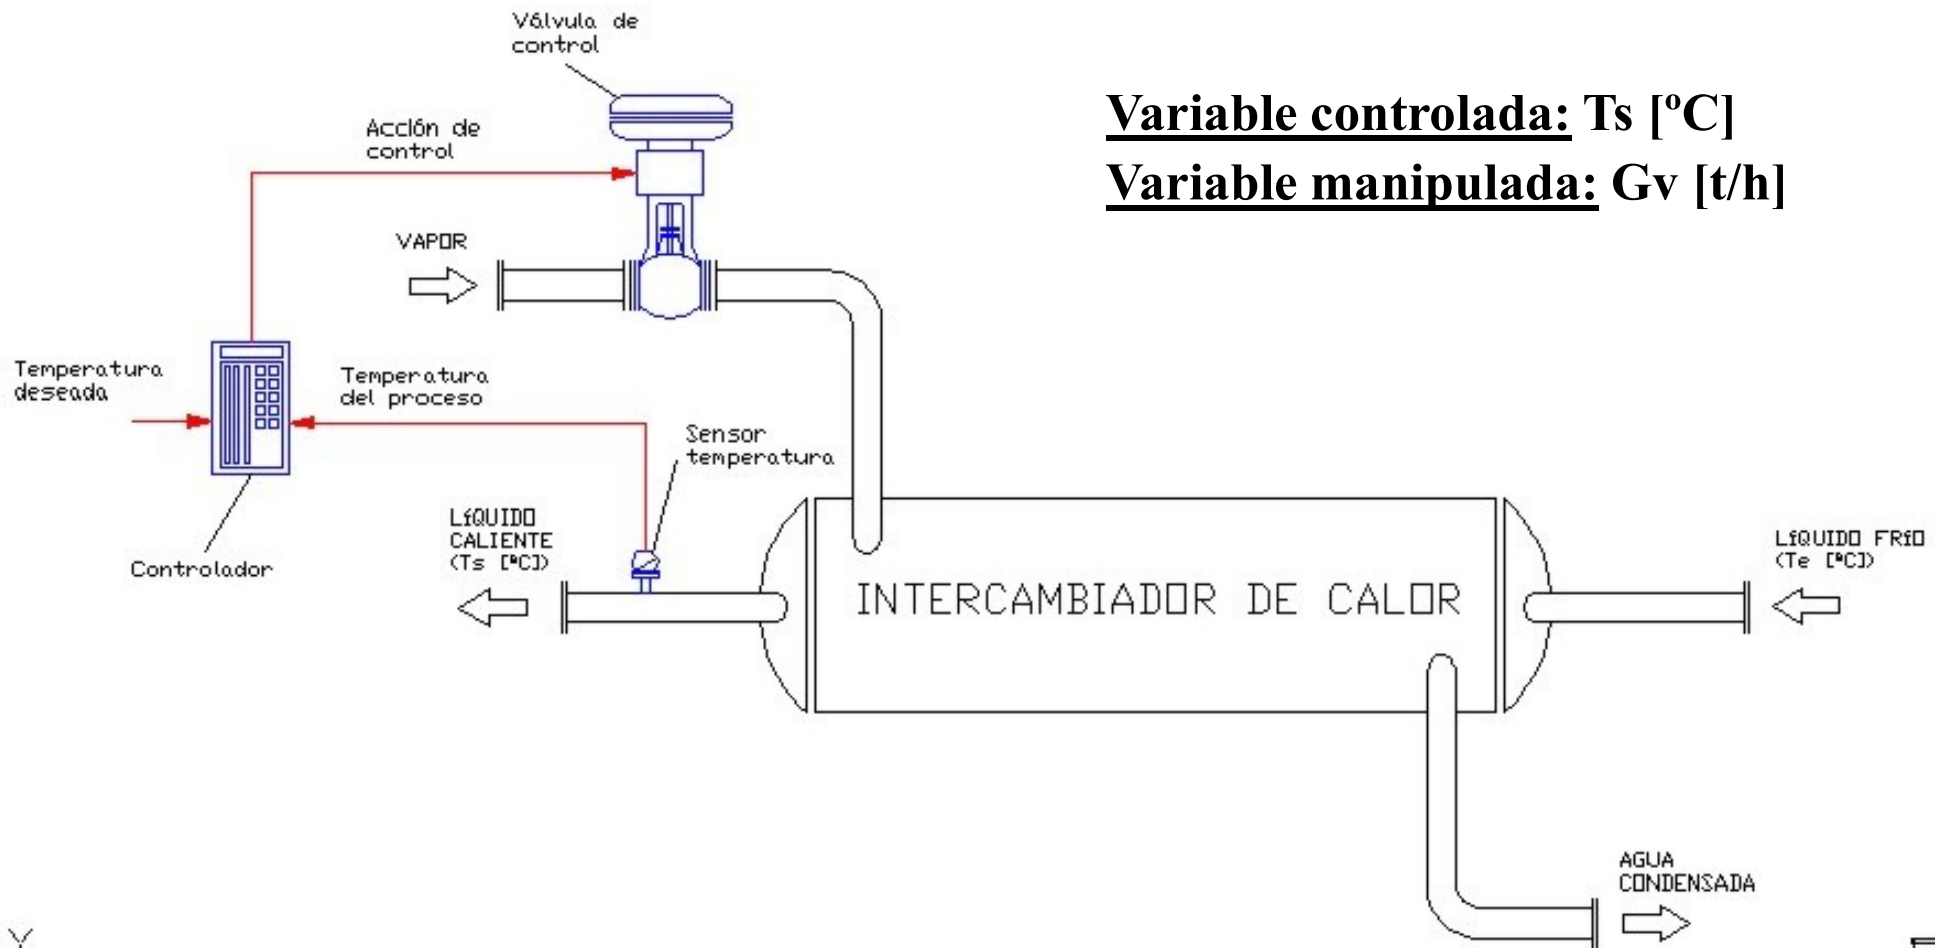 Válvula de
control
Variable controlada: Ts [ºC]
Variable manipulada: Gv [t/h]
Acción de
control
VAPOR
Temperatura
deseada
Temperatura
del proceso
Sensor
temperatura
LíQUIDO
CALIENTE
(Ts [ºC])
LíQUIDO FRíO
(Te [ºC])
Controlador
INTERCAMBIADOR DE CALOR
AGUA
CONDENSADA
Y